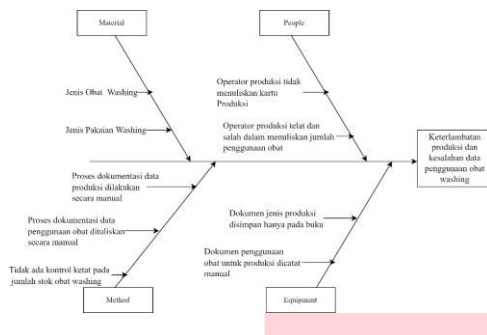 Material
People
Jenis Obat Washing
Jenis Pakaian Washing
Operator produksi tidak
menuliskan kartu
Produksi
Operator produksi telat dan
salah dalam menuliskan jumlah
penggunaan obat
Keterlambatan
produksi dan
kesalahan data
penggunaan obat
washing
Proses dokumentasi data
produksi dilakukan
secara manual
Proses dokumentasi data
penggunaan obat dituliskan
secara manual
Tidak ada kontrol ketat pada
jumlah stok obat washing
Dokumen jenis produksi
disimpan hanya pada buku
Dokumen penggunaan
obat untuk produksi dicatat
manual
Method
Equipment